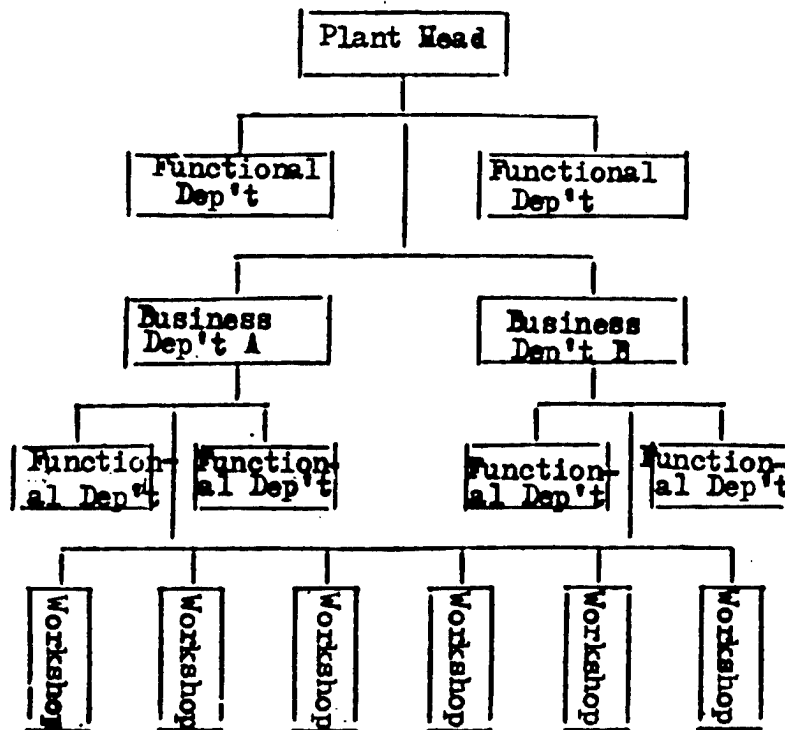 Plant Head
Functional
Dep't
Functional
Dep't
Business
Dep't A
Business
Dep't B
Function-
al Dep't
Function-
al Dep't
Function-
al Dep't
Function-
al Dep't
Workshop
Workshop
Workshop
Workshop
Workshop
Workshop